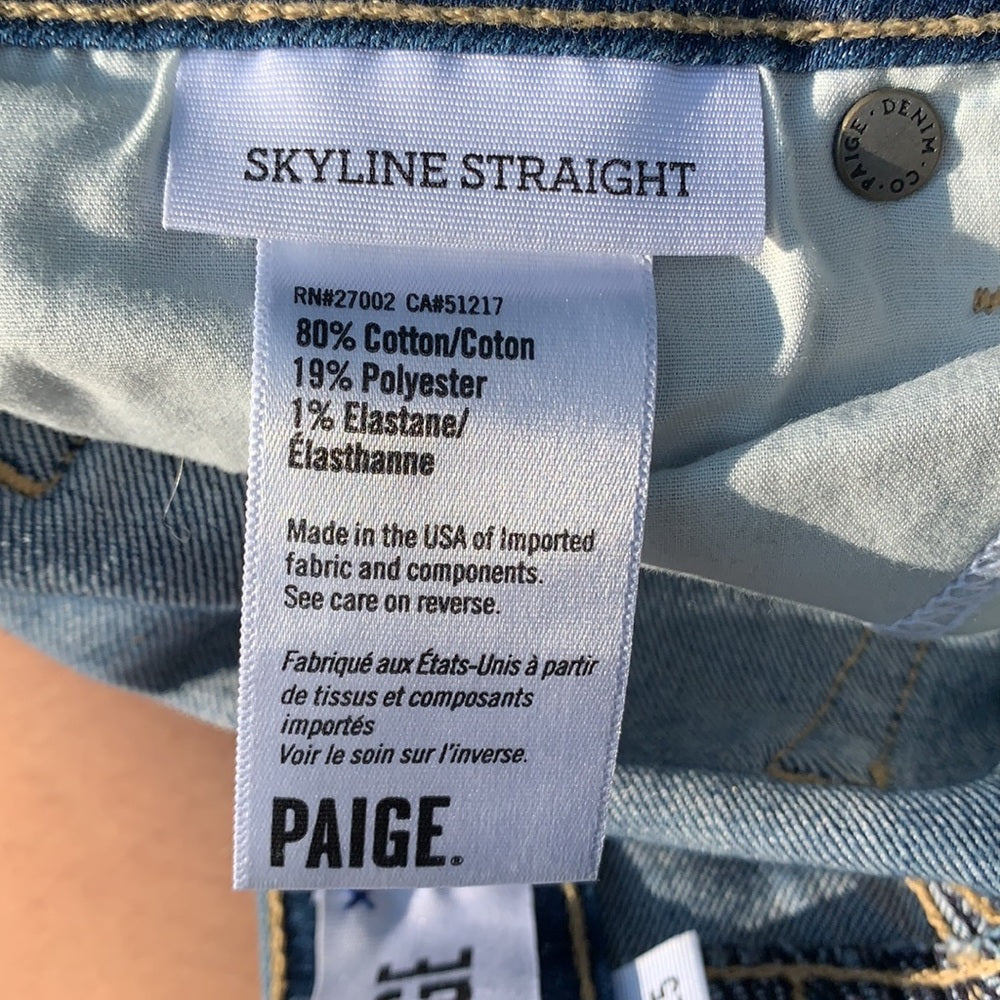 SKYLINE STRAIGHT
PAIGE · DENIM · CO ·
RN#27002 CA#51217
80% Cotton/Coton
19% Polyester
1% Elastane/
Élasthanne
Made in the USA of Imported
fabric and components.
See care on reverse.
Fabriqué aux États-Unis à partir
de tissus et composants
importés
Voir le soin sur l'inverse.
PAIGE®
GE
5